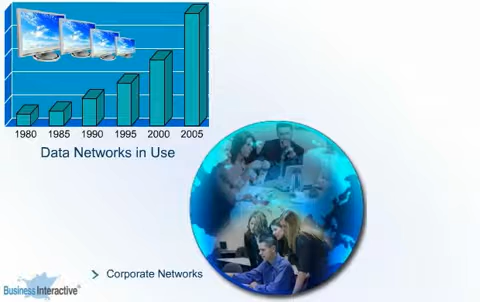 1980 1985 1990 1995 2000 2005
Data Networks in Use
Corporate Networks
Business Interactive